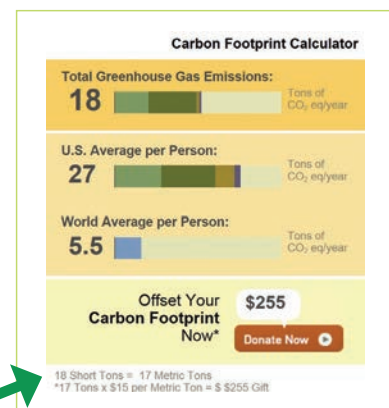 Carbon Footprint Calculator
Total Greenhouse Gas Emissions:
18
Tons of
CO₂ eq/year
U.S. Average per Person:
27
Tons of
CO₂ eq/year
World Average per Person:
5.5
Tons of
CO₂ eq/year
Offset Your
Carbon Footprint
Now*
$255
Donate Now
18 Short Tons = 17 Metric Tons
*17 Tons x $15 per Metric Ton = $ $255 Gift